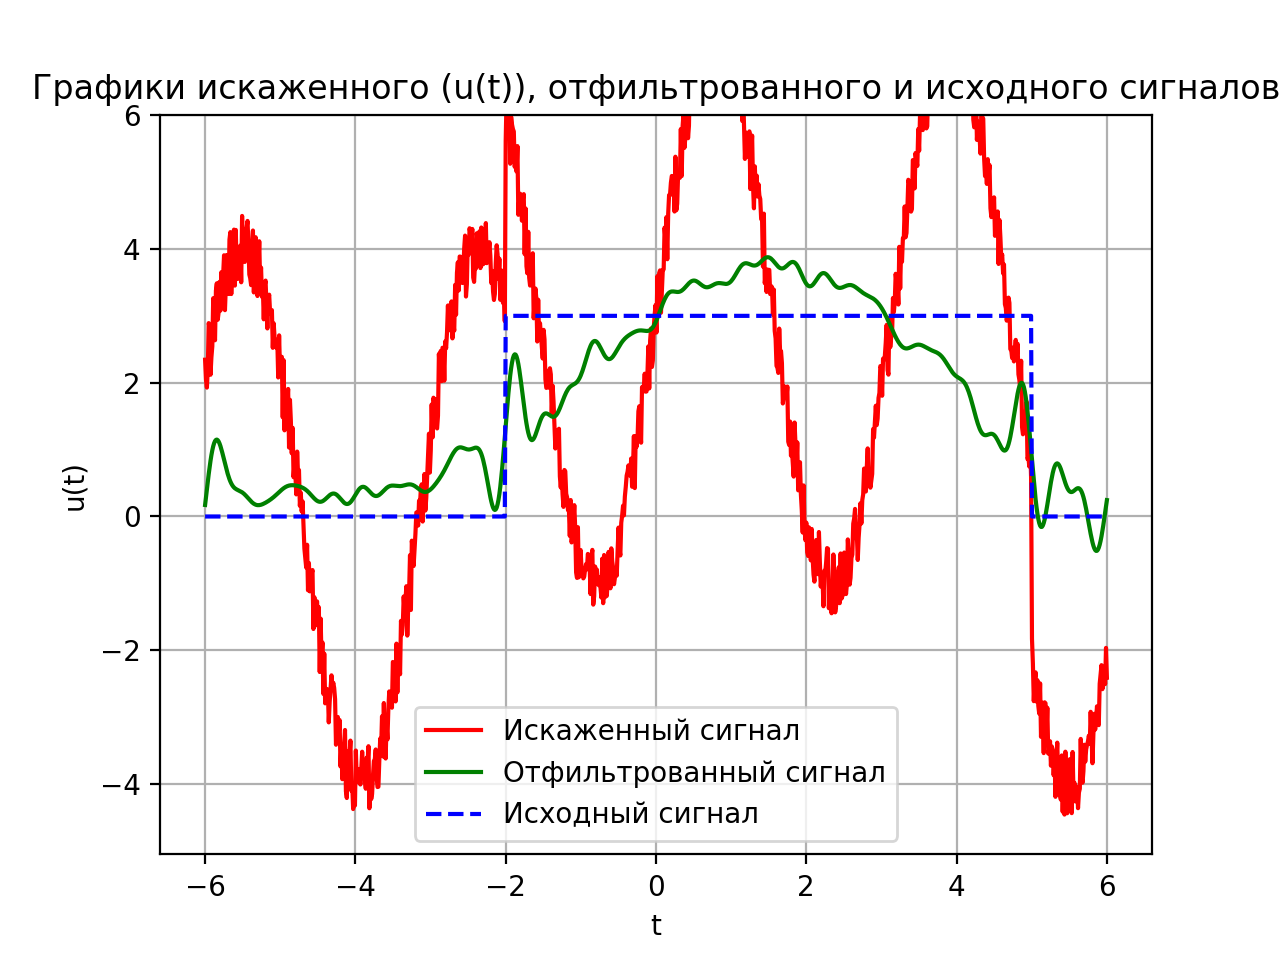 Графики искаженного (u(t)), отфильтрованного и исходного сигналов
6
4
2
0
−2
−4
u(t)
Искаженный сигнал
Отфильтрованный сигнал
Исходный сигнал
−6 −4 −2 0 2 4 6
t